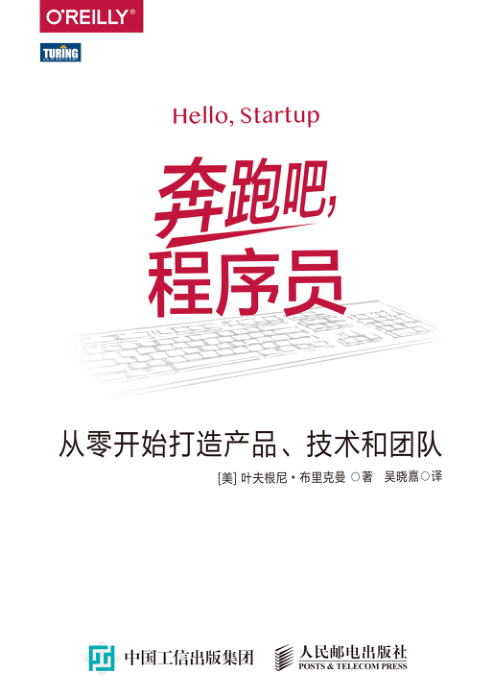 O'REILLY®
TURING
Hello, Startup
奔跑吧,
程序员
从零开始打造产品、技术和团队
[美] 叶夫根尼·布里克曼 ○著 吴晓嘉○译
中国工信出版集团 人民邮电出版社
POSTS & TELECOM PRESS